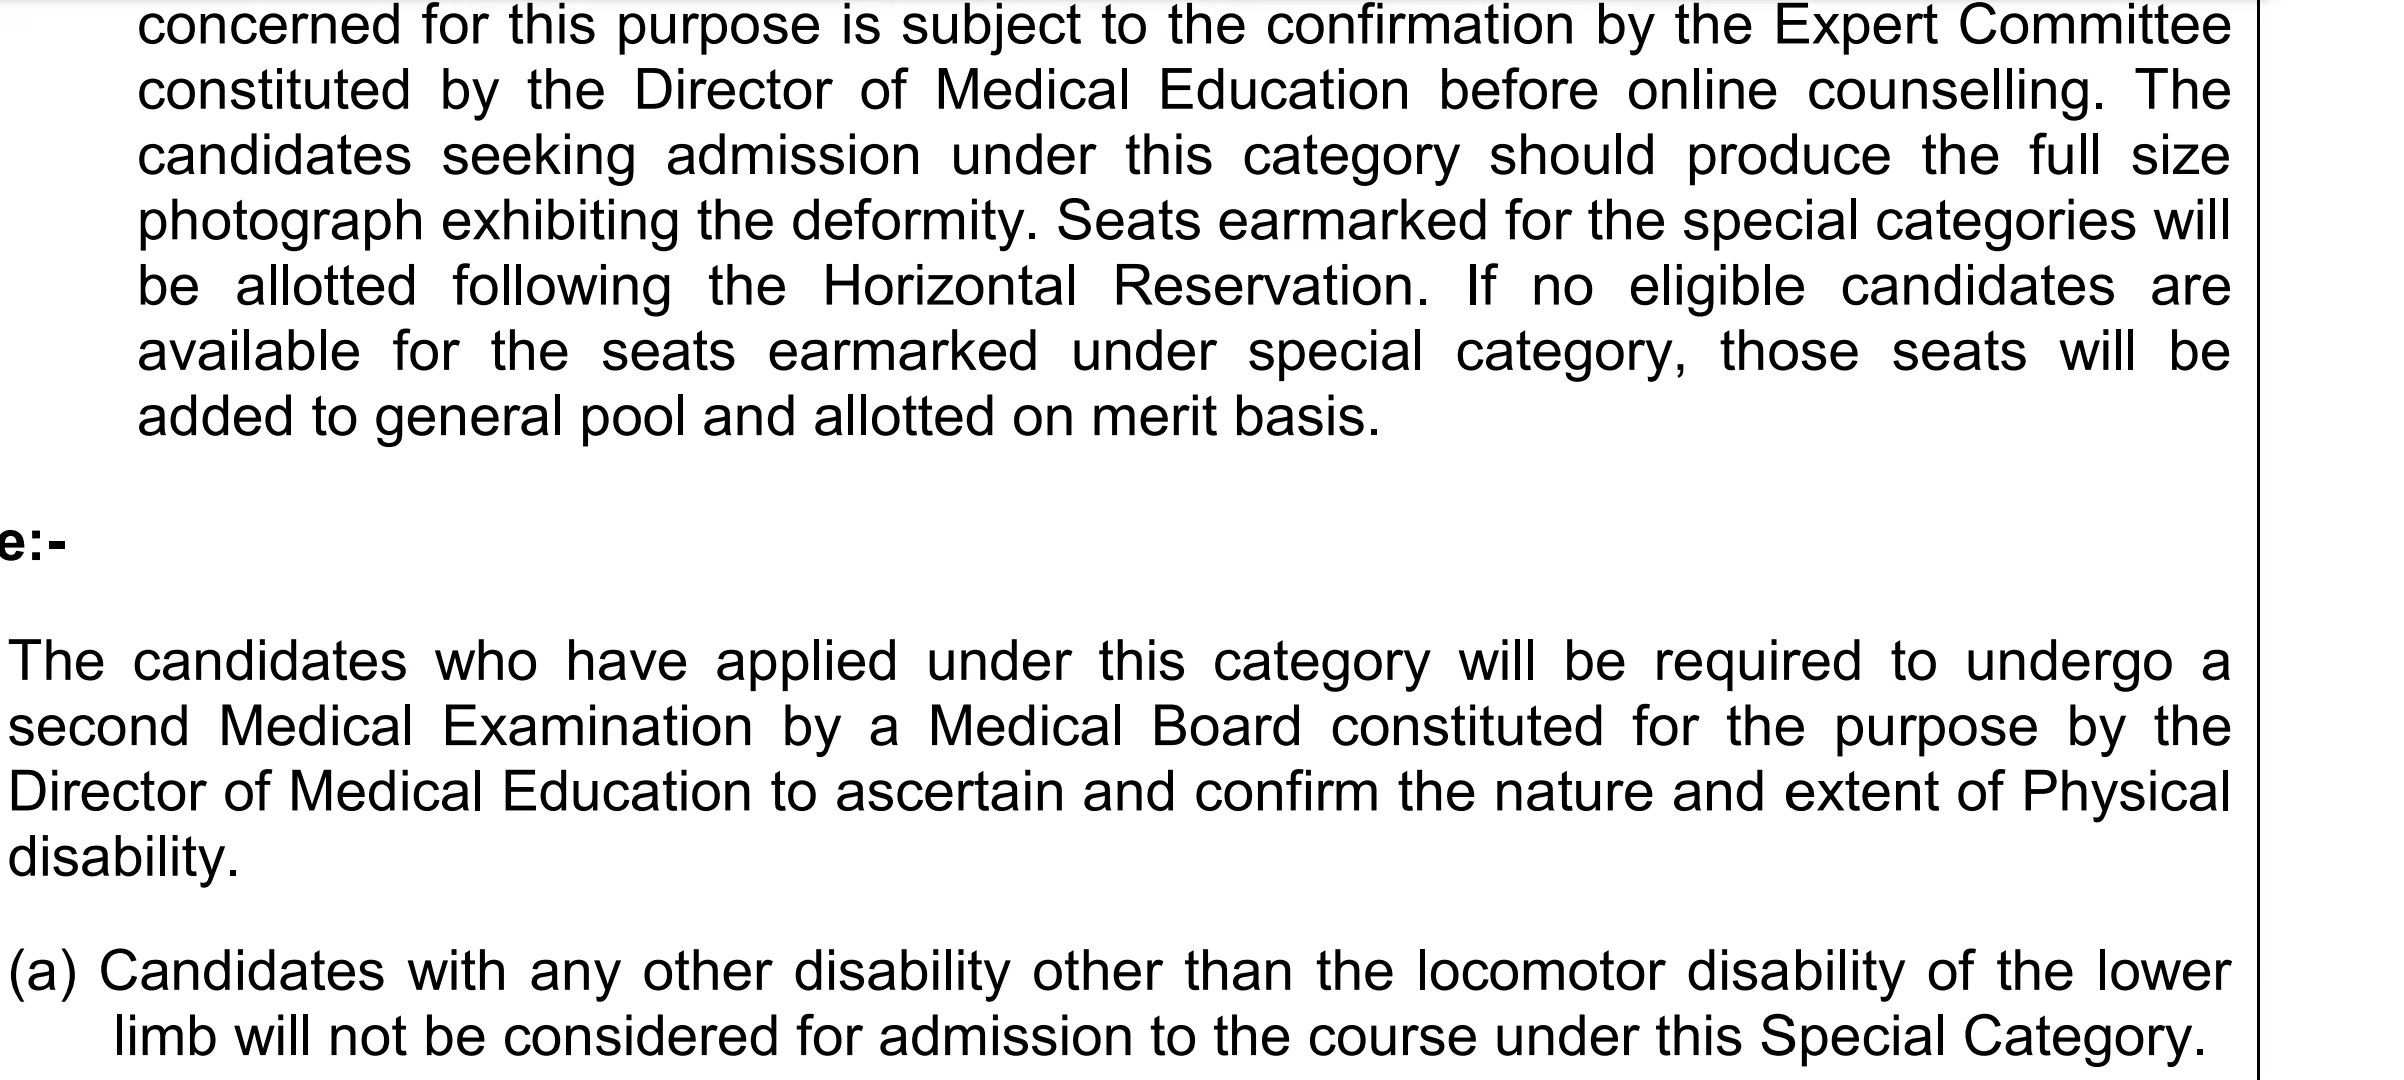 concerned for this purpose is subject to the confirmation by the Expert Committee
constituted by the Director of Medical Education before online counselling. The
candidates seeking admission under this category should produce the full size
photograph exhibiting the deformity. Seats earmarked for the special categories will
be allotted following the Horizontal Reservation. If no eligible candidates are
available for the seats earmarked under special category, those seats will be
added to general pool and allotted on merit basis.
e:-
The candidates who have applied under this category will be required to undergo a
second Medical Examination by a Medical Board constituted for the purpose by the
Director of Medical Education to ascertain and confirm the nature and extent of Physical
disability.
(a) Candidates with any other disability other than the locomotor disability of the lower
limb will not be considered for admission to the course under this Special Category.